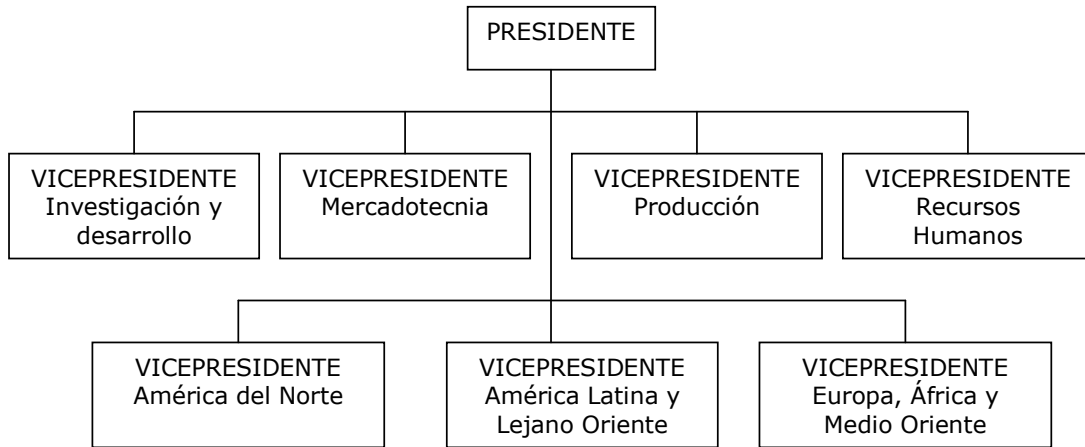 PRESIDENTE
VICEPRESIDENTE
Investigación y
desarrollo
VICEPRESIDENTE
Mercadotecnia
VICEPRESIDENTE
Producción
VICEPRESIDENTE
Recursos
Humanos
VICEPRESIDENTE
América del Norte
VICEPRESIDENTE
América Latina y
Lejano Oriente
VICEPRESIDENTE
Europa, África y
Medio Oriente